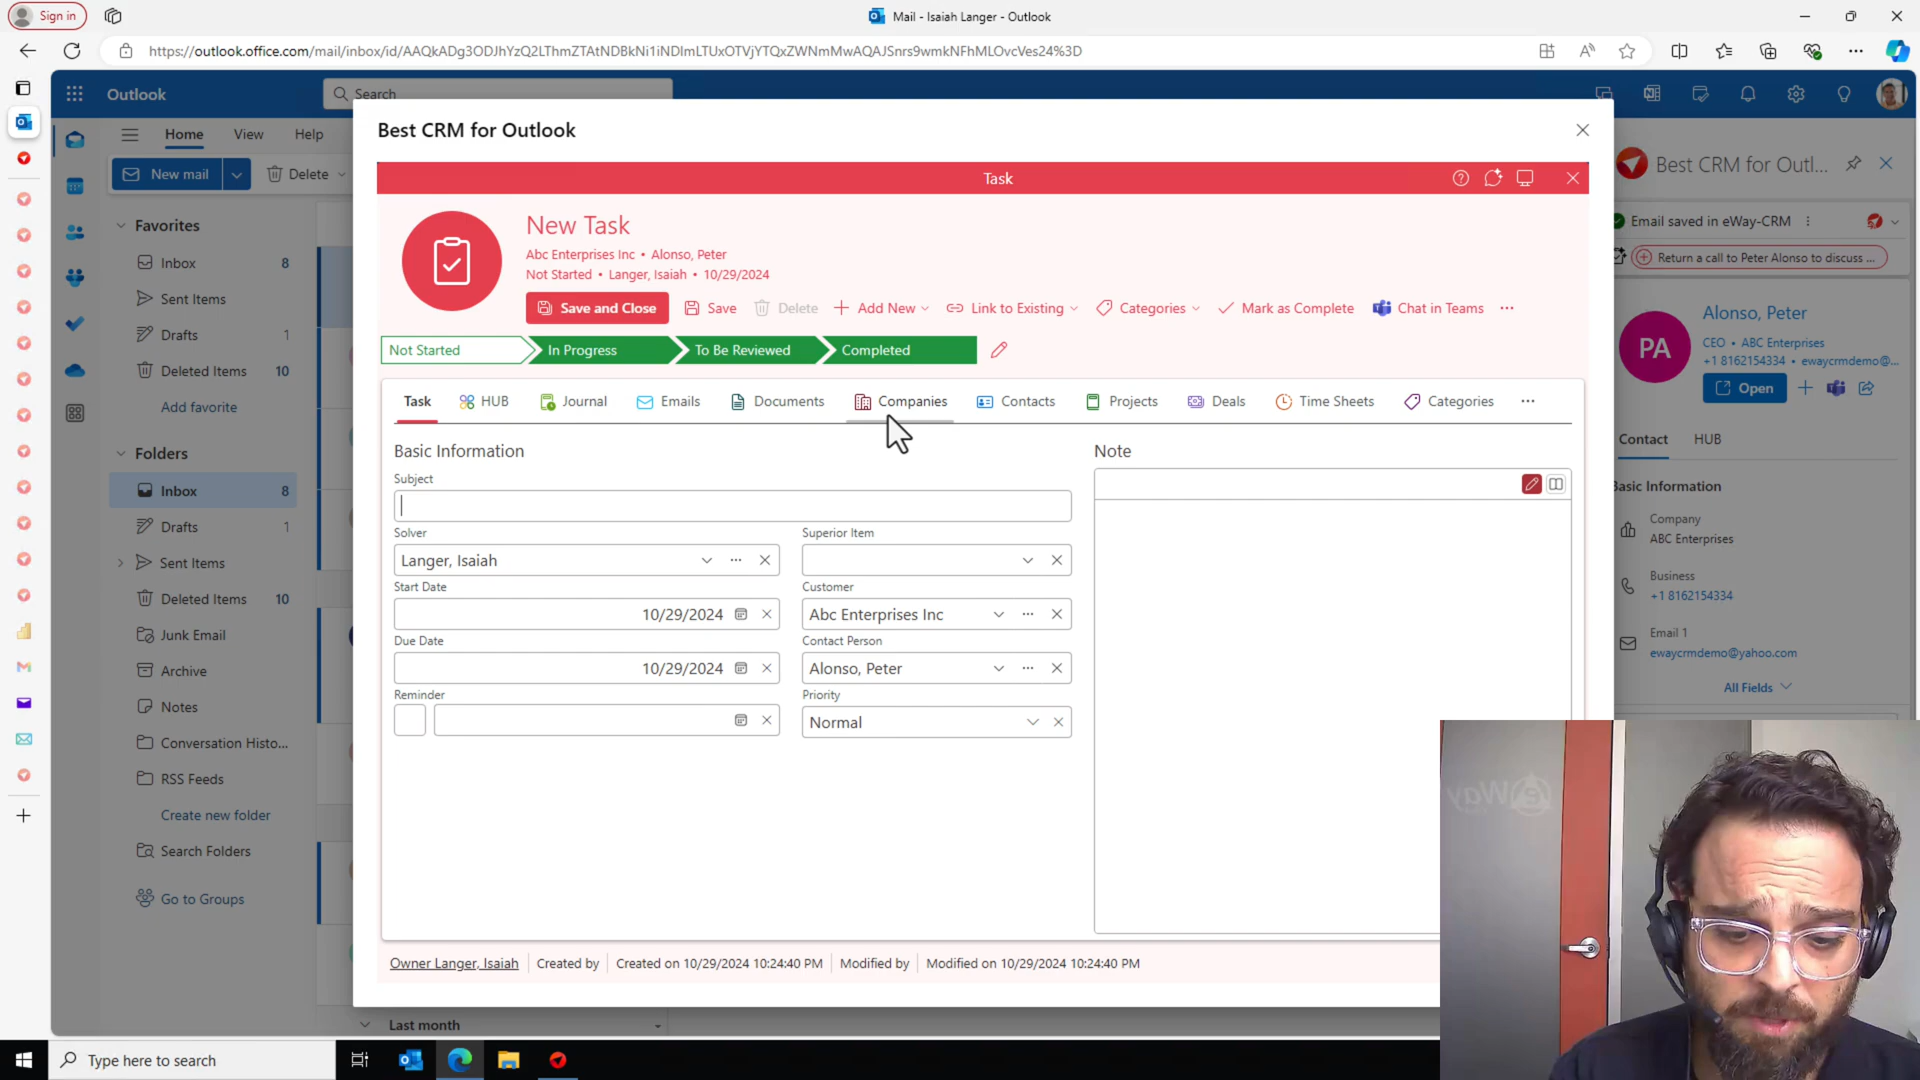 Sign in
Mail - Isaiah Langer - Outlook
https://outlook.office.com/mail/inbox/id/AAQkADg3ODJhYzQ2LThmZTAtNDBkNi1iNDlmLTUxOTVjYTQxZWNmMwAQAJSnrs9wmkNFhMLOvcVes24%3D
Outlook
Search
Home
View
Help
New mail
Delete
Favorites
Inbox 8
Sent Items
Drafts 1
Deleted Items 10
Add favorite
Folders
Inbox 8
Drafts 1
Sent Items
Deleted Items 10
Junk Email
Archive
Notes
Conversation Histo...
RSS Feeds
Create new folder
Search Folders
Go to Groups
Last month
Best CRM for Outlook
Task
New Task
Abc Enterprises Inc • Alonso, Peter
Not Started • Langer, Isaiah • 10/29/2024
Save and Close
Save
Delete
Add New
Link to Existing
Categories
Mark as Complete
Chat in Teams
Not Started
In Progress
To Be Reviewed
Completed
Task
HUB
Journal
Emails
Documents
Companies
Contacts
Projects
Deals
Time Sheets
Categories
Basic Information
Subject
Solver
Langer, Isaiah
Start Date
10/29/2024
Due Date
10/29/2024
Reminder
Superior Item
Customer
Abc Enterprises Inc
Contact Person
Alonso, Peter
Priority
Normal
Note
Owner Langer, Isaiah
Created by
Created on 10/29/2024 10:24:40 PM
Modified by
Modified on 10/29/2024 10:24:40 PM
Best CRM for Outl...
Email saved in eWay-CRM
Return a call to Peter Alonso to discuss ...
PA
Alonso, Peter
CEO • ABC Enterprises
+1 8162154334 • ewaycrmdemo@...
Open
Contact
HUB
Basic Information
Company
ABC Enterprises
Business
+1 8162154334
Email 1
ewaycrmdemo@yahoo.com
All Fields
eWay
Type here to search